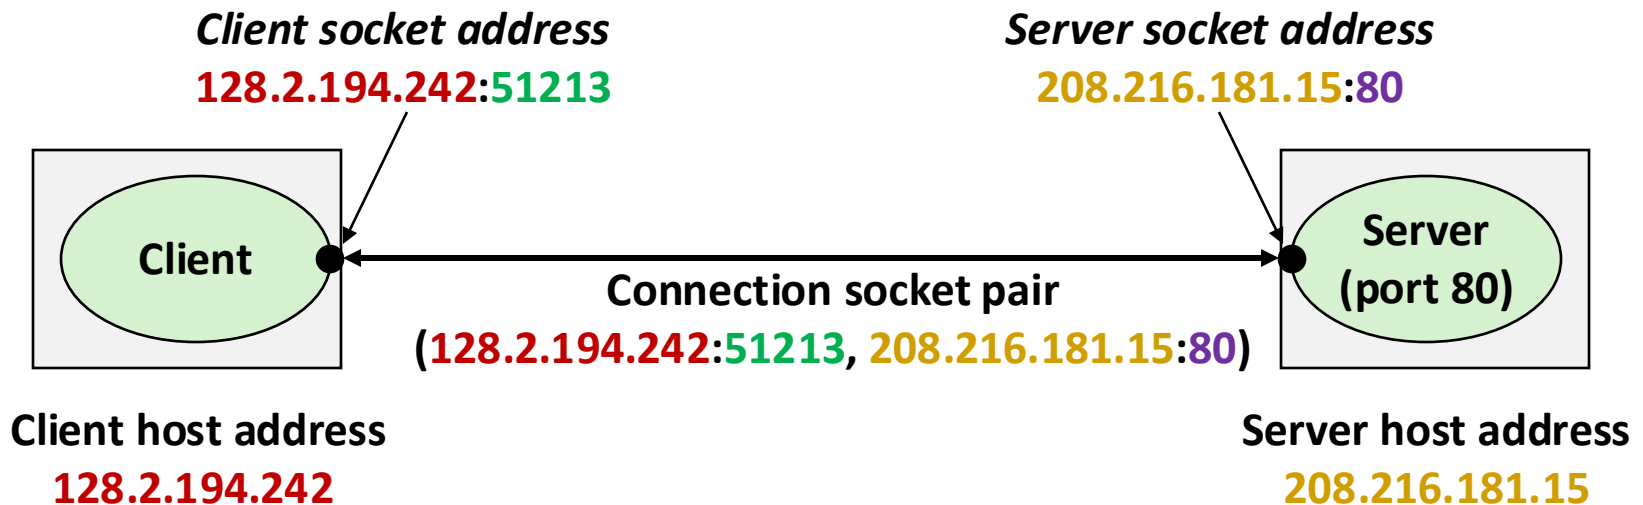 Client socket address
128.2.194.242:51213
Server socket address
208.216.181.15:80
Client
Server
(port 80)
Connection socket pair
(128.2.194.242:51213, 208.216.181.15:80)
Client host address
128.2.194.242
Server host address
208.216.181.15